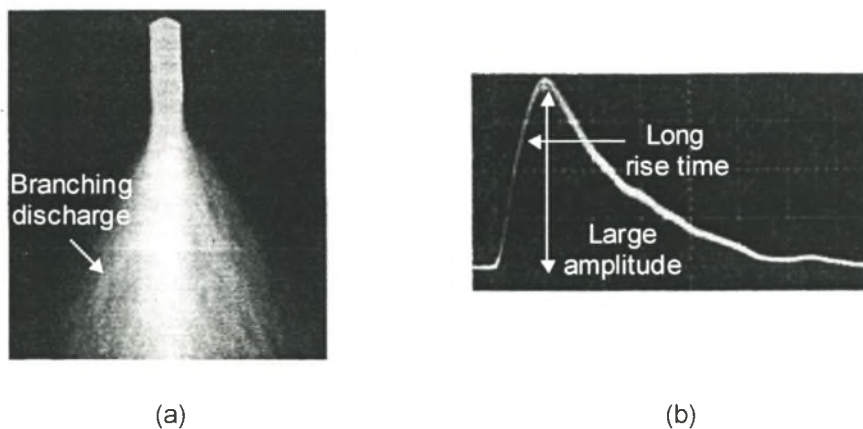 Branching
discharge
Long
rise time
Large
amplitude
(a)
(b)